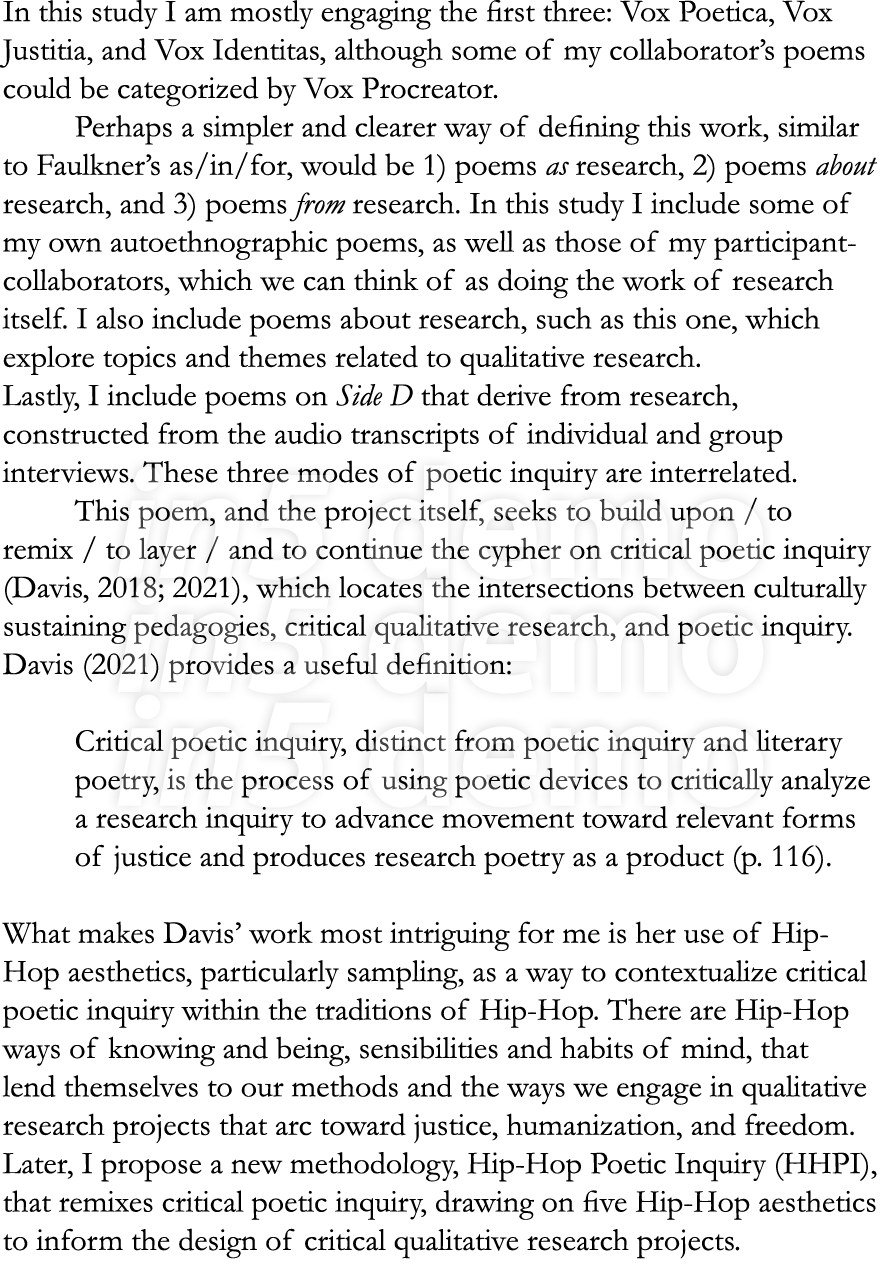 In this study I am mostly engaging the first three: Vox Poetica, Vox
Justitia, and Vox Identitas, although some of my collaborator’s poems
could be categorized by Vox Procreator.
Perhaps a simpler and clearer way of defining this work, similar
to Faulkner’s as/in/for, would be 1) poems as research, 2) poems about
research, and 3) poems from research. In this study I include some of
my own autoethnographic poems, as well as those of my participant-
collaborators, which we can think of as doing the work of research
itself. I also include poems about research, such as this one, which
explore topics and themes related to qualitative research.
Lastly, I include poems on Side D that derive from research,
constructed from the audio transcripts of individual and group
interviews. These three modes of poetic inquiry are interrelated.
This poem, and the project itself, seeks to build upon / to
remix / to layer / and to continue the cypher on critical poetic inquiry
(Davis, 2018; 2021), which locates the intersections between culturally
sustaining pedagogies, critical qualitative research, and poetic inquiry.
Davis (2021) provides a useful definition:
Critical poetic inquiry, distinct from poetic inquiry and literary
poetry, is the process of using poetic devices to critically analyze
a research inquiry to advance movement toward relevant forms
of justice and produces research poetry as a product (p. 116).
What makes Davis’ work most intriguing for me is her use of Hip-
Hop aesthetics, particularly sampling, as a way to contextualize critical
poetic inquiry within the traditions of Hip-Hop. There are Hip-Hop
ways of knowing and being, sensibilities and habits of mind, that
lend themselves to our methods and the ways we engage in qualitative
research projects that arc toward justice, humanization, and freedom.
Later, I propose a new methodology, Hip-Hop Poetic Inquiry (HHPI),
that remixes critical poetic inquiry, drawing on five Hip-Hop aesthetics
to inform the design of critical qualitative research projects.
in5 demo
in5 demo
in5 demo